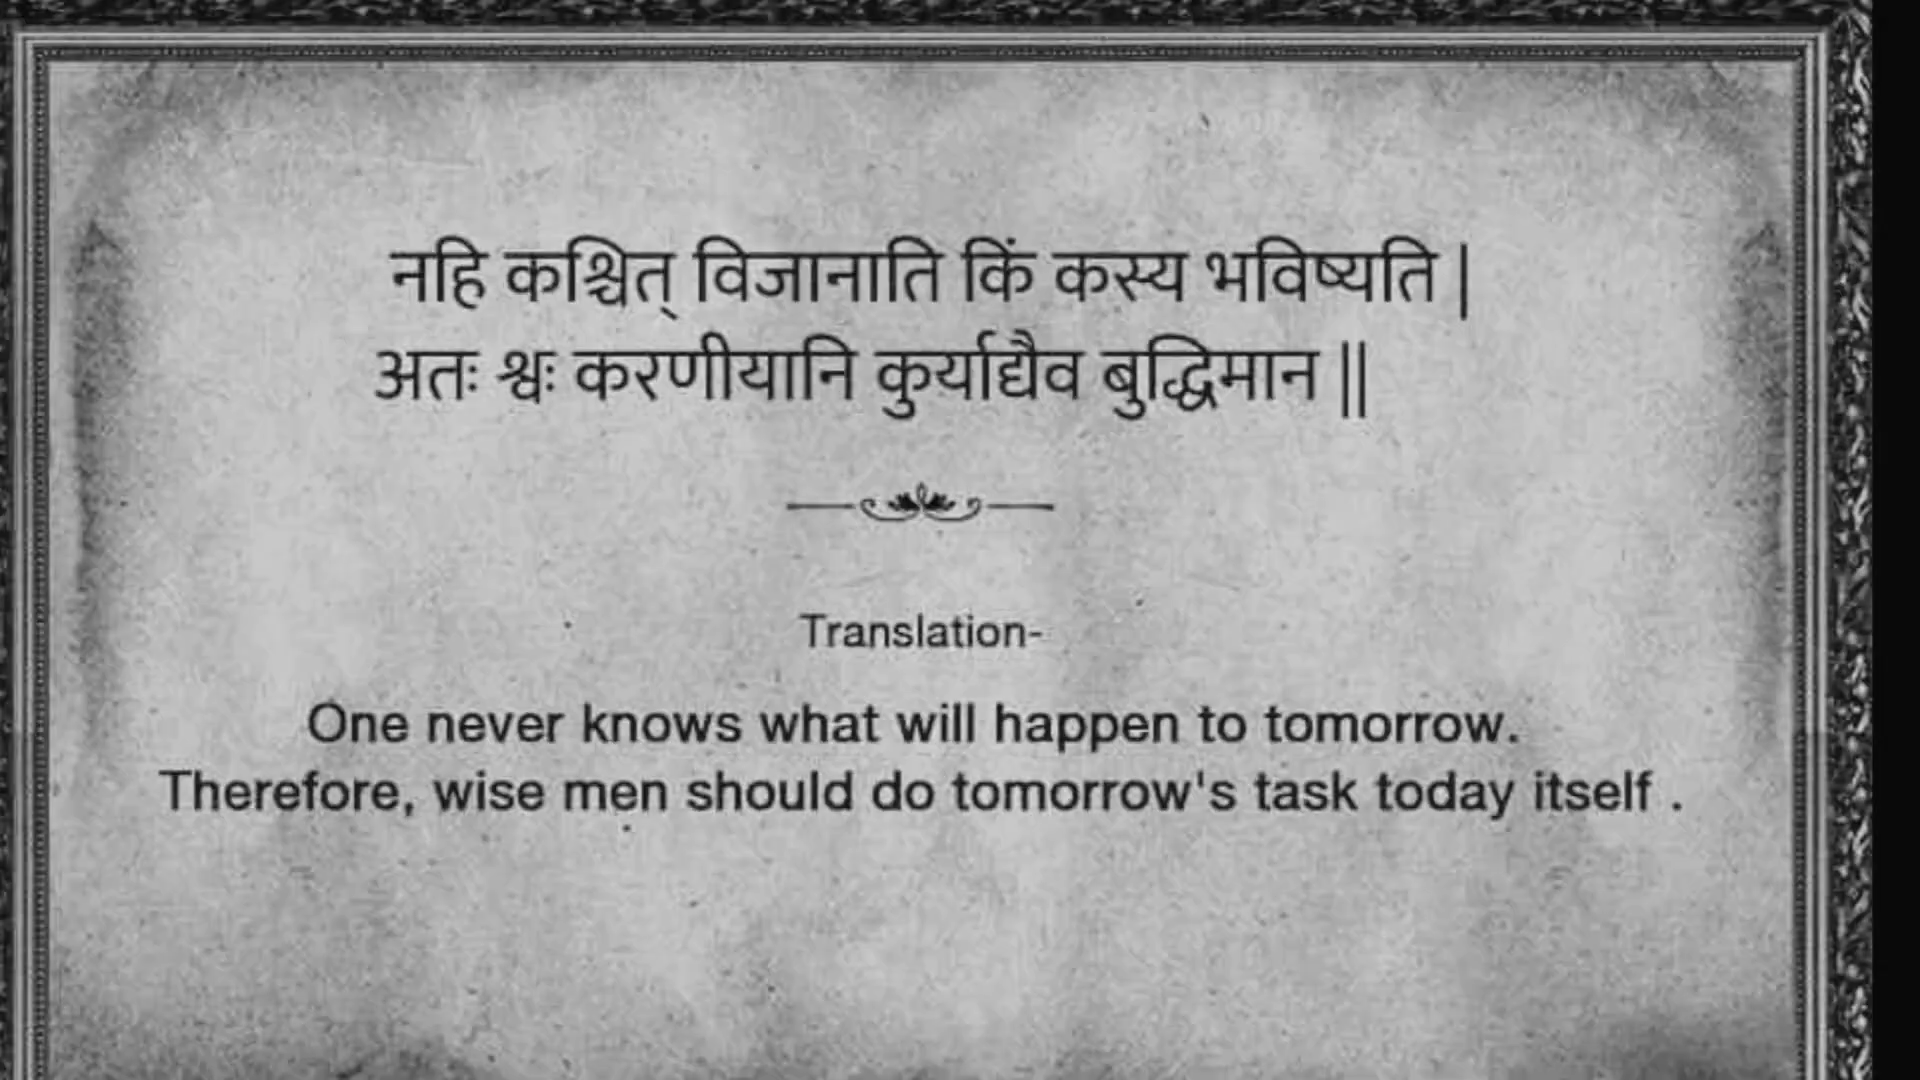 नहि कश्चित् विजानाति किं कस्य भविष्यति |
अतः श्वः करणीयानि कुर्याद्यैव बुद्धिमान ||
Translation-
One never knows what will happen to tomorrow.
Therefore, wise men should do tomorrow's task today itself .